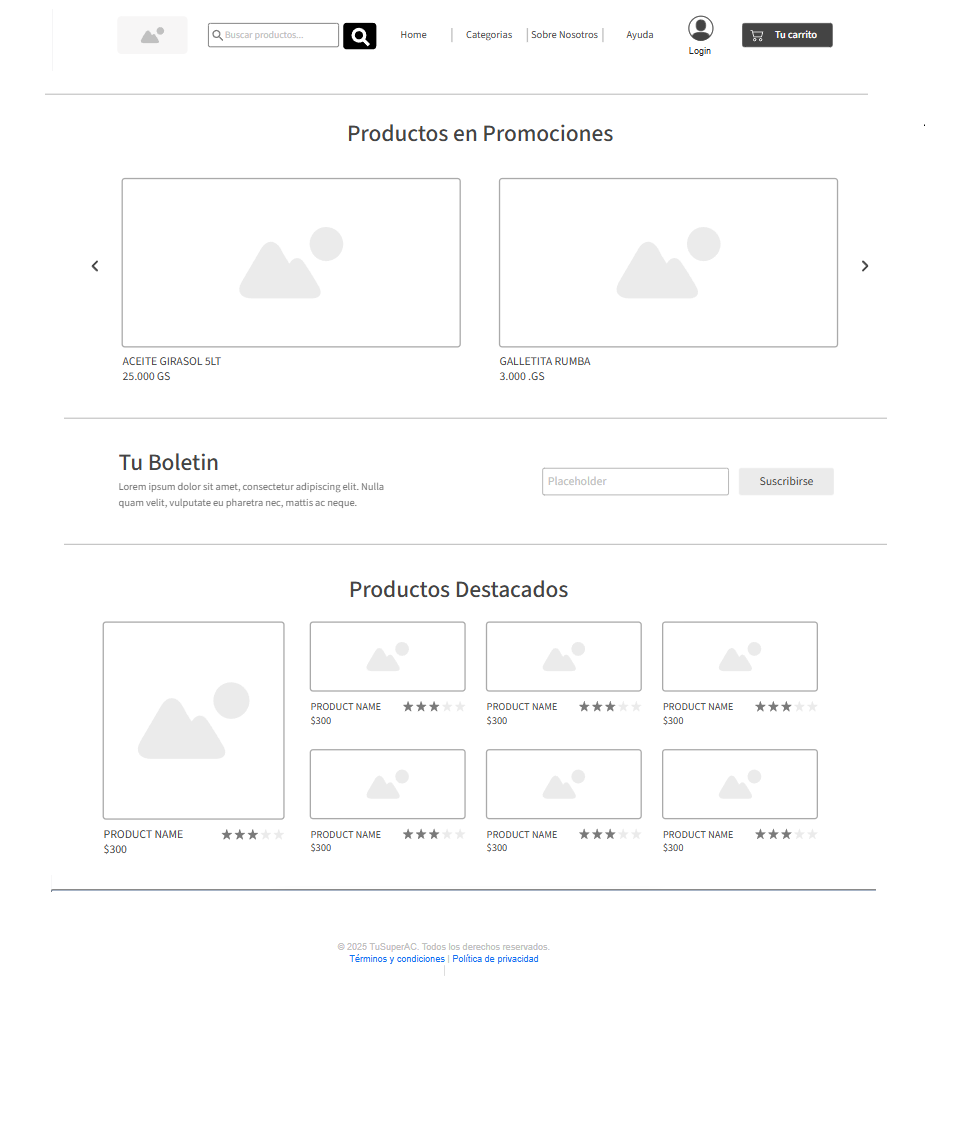 Buscar productos...
Home | Categorias | Sobre Nosotros | Ayuda
Login
Tu carrito
Productos en Promociones
ACEITE GIRASOL 5LT
25.000 GS
GALLETITA RUMBA
3.000 .GS
Tu Boletin
Lorem ipsum dolor sit amet, consectetur adipiscing elit. Nulla
quam velit, vulputate eu pharetra nec, mattis ac neque.
Placeholder
Suscribirse
Productos Destacados
PRODUCT NAME
$300
PRODUCT NAME
$300
PRODUCT NAME
$300
PRODUCT NAME
$300
PRODUCT NAME
$300
PRODUCT NAME
$300
PRODUCT NAME
$300
© 2025 TuSuperAC. Todos los derechos reservados.
Términos y condiciones | Política de privacidad